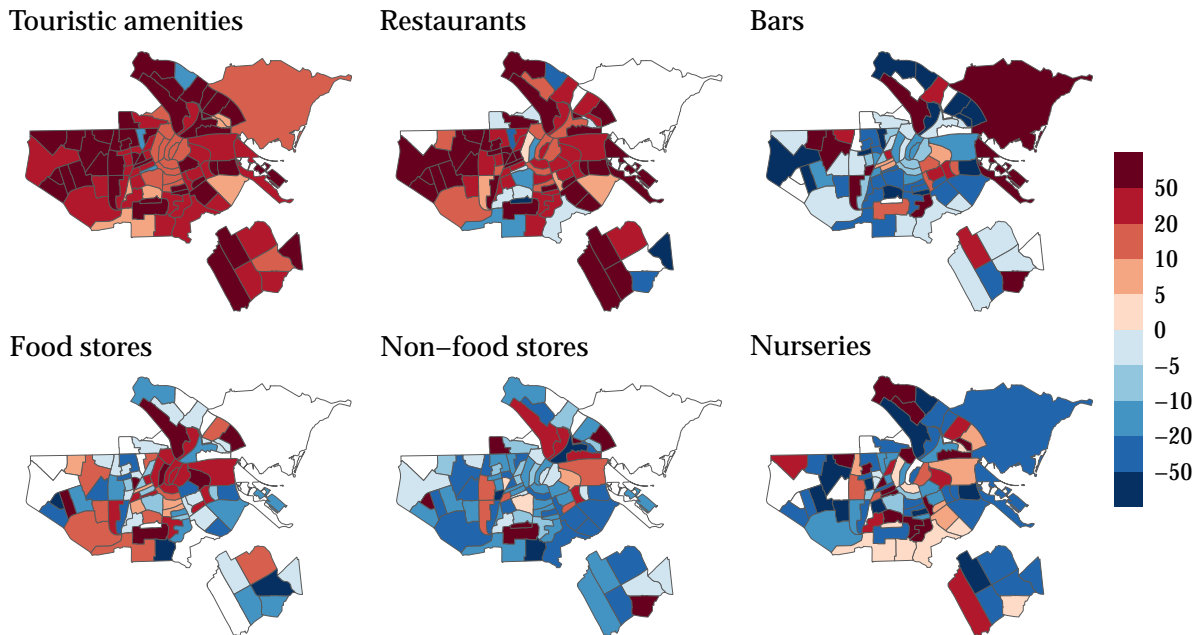 Touristic amenities
Restaurants
Bars
Food stores
Non−food stores
Nurseries
50
20
10
5
0
−5
−10
−20
−50